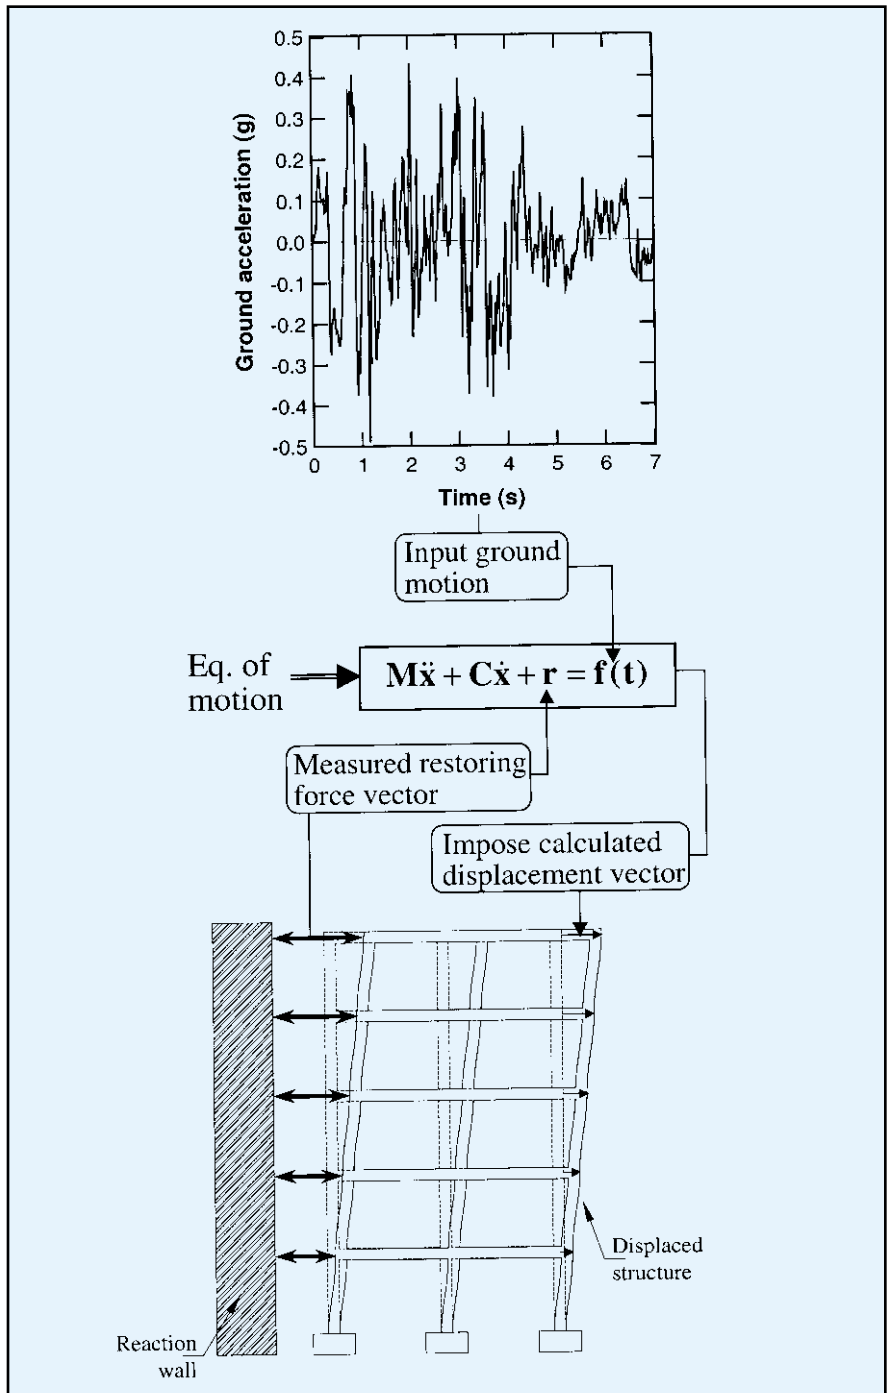 0.5
0.4
0.3
0.2
0.1
0.0
-0.1
-0.2
-0.3
-0.4
-0.5
Ground acceleration (g)
0 1 2 3 4 5 6 7
Time (s)
Input ground
motion
Eq. of
motion
Mẍ + Cẋ + r = f(t)
Measured restoring
force vector
Impose calculated
displacement vector
Displaced
structure
Reaction
wall